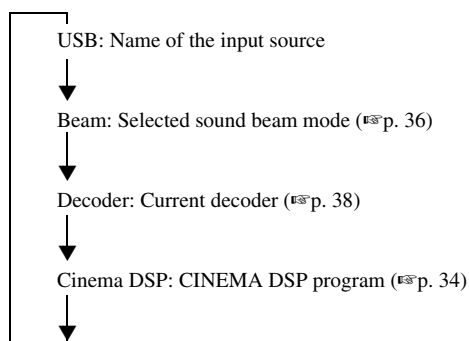 USB: Name of the input source
Beam: Selected sound beam mode (☞p. 36)
Decoder: Current decoder (☞p. 38)
Cinema DSP: CINEMA DSP program (☞p. 34)